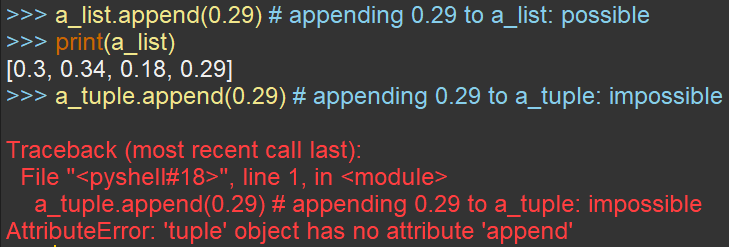 >>> a_list.append(0.29) # appending 0.29 to a_list: possible
>>> print(a_list)
[0.3, 0.34, 0.18, 0.29]
>>> a_tuple.append(0.29) # appending 0.29 to a_tuple: impossible
Traceback (most recent call last):
  File "<pyshell#18>", line 1, in <module>
    a_tuple.append(0.29) # appending 0.29 to a_tuple: impossible
AttributeError: 'tuple' object has no attribute 'append'